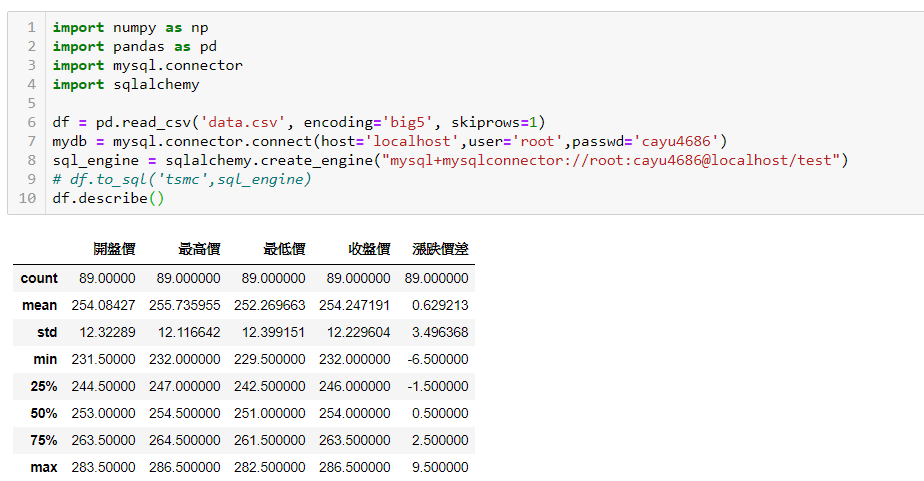 1 import numpy as np
2 import pandas as pd
3 import mysql.connector
4 import sqlalchemy
5
6 df = pd.read_csv('data.csv', encoding='big5', skiprows=1)
7 mydb = mysql.connector.connect(host='localhost',user='root',passwd='cayu4686')
8 sql_engine = sqlalchemy.create_engine("mysql+mysqlconnector://root:cayu4686@localhost/test")
9 # df.to_sql('tsmc',sql_engine)
10 df.describe()
開盤價 最高價 最低價 收盤價 漲跌價差
count 89.00000 89.000000 89.000000 89.000000 89.000000
mean 254.08427 255.735955 252.269663 254.247191 0.629213
std 12.32289 12.116642 12.399151 12.229604 3.496368
min 231.50000 232.000000 229.500000 232.000000 -6.500000
25% 244.50000 247.000000 242.500000 246.000000 -1.500000
50% 253.00000 254.500000 251.000000 254.000000 0.500000
75% 263.50000 264.500000 261.500000 263.500000 2.500000
max 283.50000 286.500000 282.500000 286.500000 9.500000